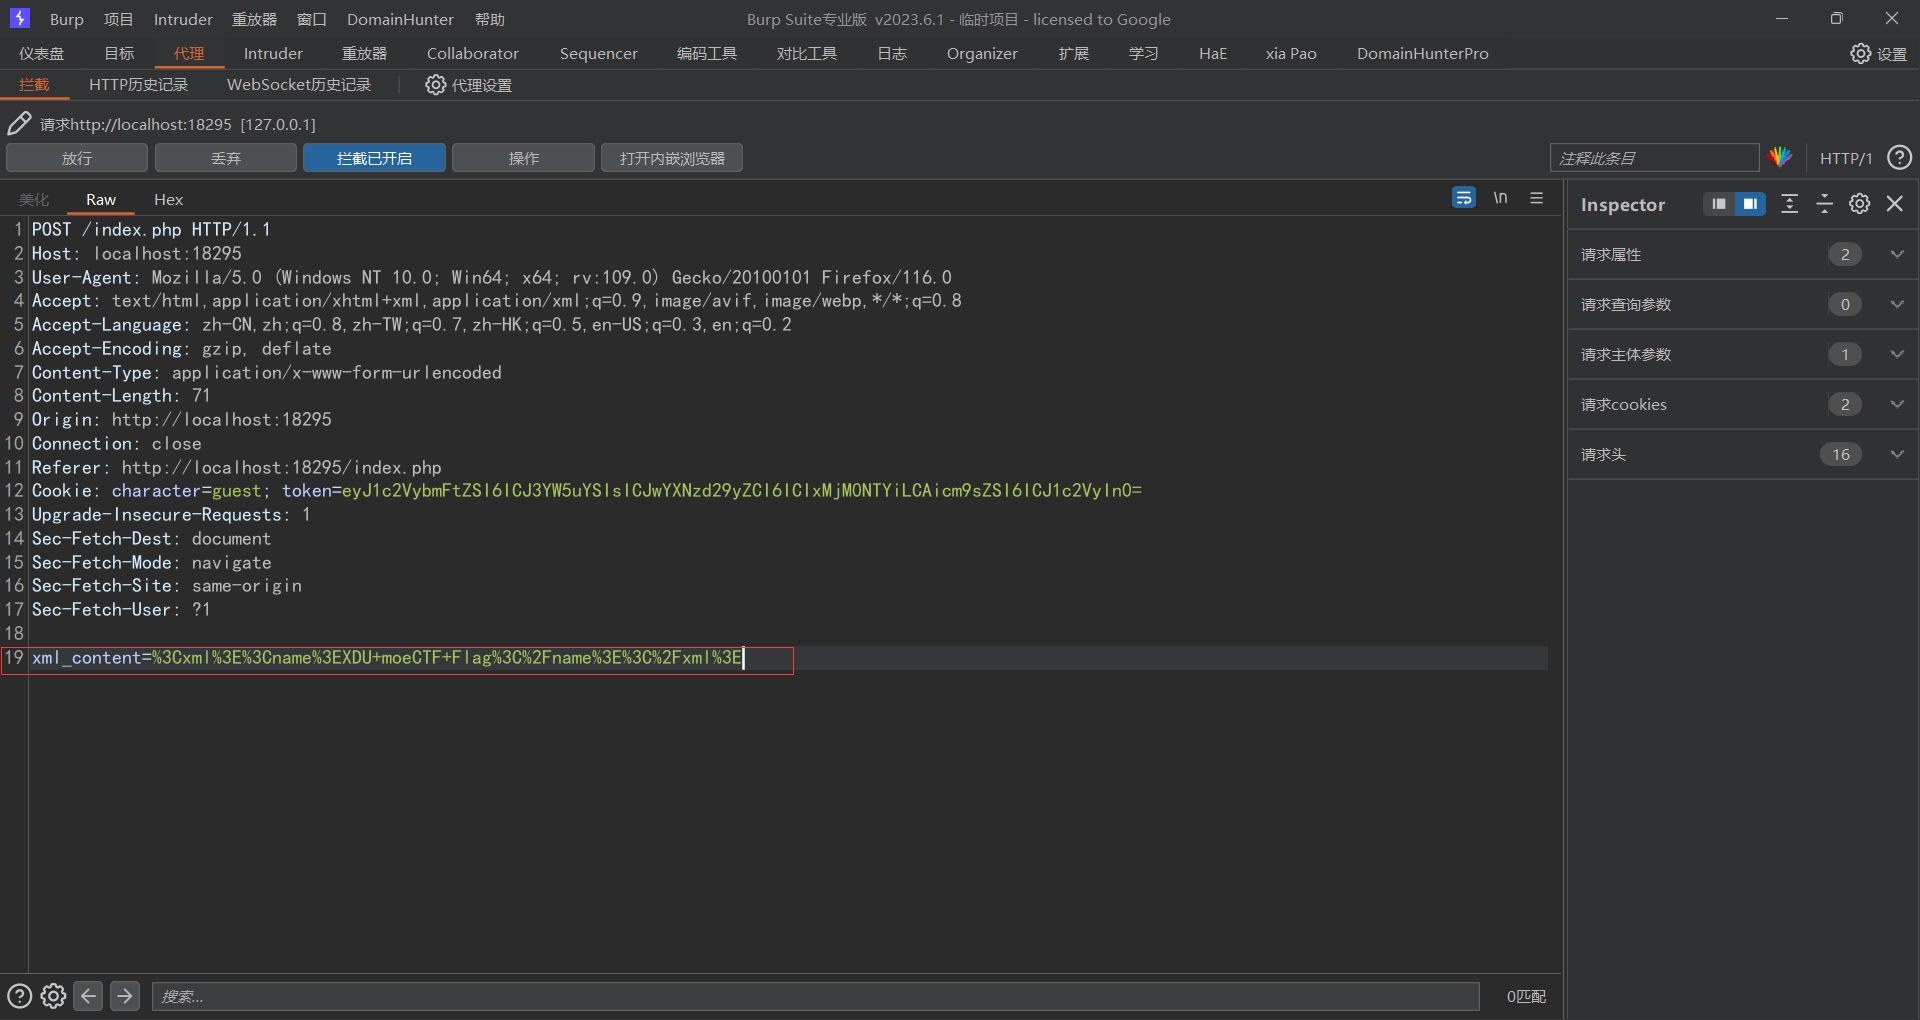 Burp 项目 Intruder 重放器 窗口 DomainHunter 帮助 Burp Suite专业版 v2023.6.1 - 临时项目 - licensed to Google
仪表盘 目标 代理 Intruder 重放器 Collaborator Sequencer 编码工具 对比工具 日志 Organizer 扩展 学习 HaE xia Pao DomainHunterPro 设置
拦截 HTTP历史记录 WebSocket历史记录 代理设置
请求http://localhost:18295 [127.0.0.1]
放行 丢弃 拦截已开启 操作 打开内嵌浏览器 注释此条目 HTTP/1
美化 Raw Hex \n
Inspector
请求属性 2
请求查询参数 0
请求主体参数 1
请求cookies 2
请求头 16
1 POST /index.php HTTP/1.1
2 Host: localhost:18295
3 User-Agent: Mozilla/5.0 (Windows NT 10.0; Win64; x64; rv:109.0) Gecko/20100101 Firefox/116.0
4 Accept: text/html,application/xhtml+xml,application/xml;q=0.9,image/avif,image/webp,*/*;q=0.8
5 Accept-Language: zh-CN,zh;q=0.8,zh-TW;q=0.7,zh-HK;q=0.5,en-US;q=0.3,en;q=0.2
6 Accept-Encoding: gzip, deflate
7 Content-Type: application/x-www-form-urlencoded
8 Content-Length: 71
9 Origin: http://localhost:18295
10 Connection: close
11 Referer: http://localhost:18295/index.php
12 Cookie: character=guest; token=eyJ1c2VybmFtZSI6ICJ3YW5uYSIsICJwYXNzd29yZCI6ICIxMjM0NTYiLCAicm9sZSI6ICJ1c2VyIn0=
13 Upgrade-Insecure-Requests: 1
14 Sec-Fetch-Dest: document
15 Sec-Fetch-Mode: navigate
16 Sec-Fetch-Site: same-origin
17 Sec-Fetch-User: ?1
18
19 xml_content=%3Cxml%3E%3Cname%3EXDU+moeCTF+Flag%3C%2Fname%3E%3C%2Fxml%3E
搜索... 0匹配